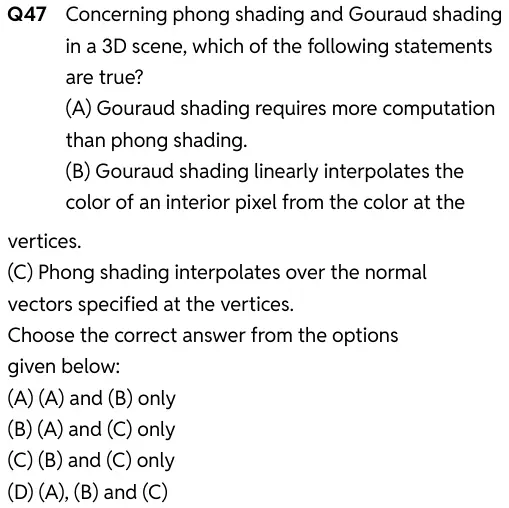 Q47 Concerning phong shading and Gouraud shading
in a 3D scene, which of the following statements
are true?
(A) Gouraud shading requires more computation
than phong shading.
(B) Gouraud shading linearly interpolates the
color of an interior pixel from the color at the
vertices.
(C) Phong shading interpolates over the normal
vectors specified at the vertices.
Choose the correct answer from the options
given below:
(A) (A) and (B) only
(B) (A) and (C) only
(C) (B) and (C) only
(D) (A), (B) and (C)